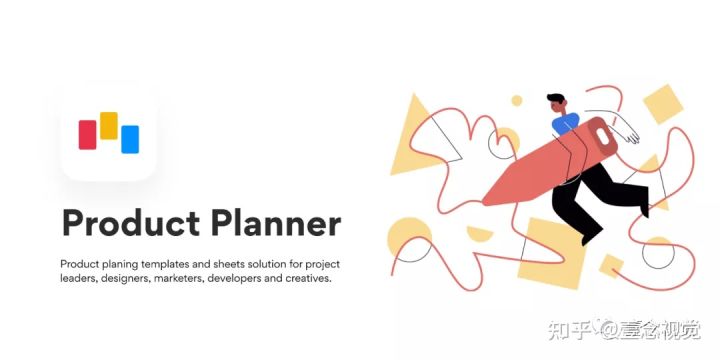 Product Planner
Product planing templates and sheets solution for project
leaders, designers, marketers, developers and creatives.
知乎 @壹念视觉